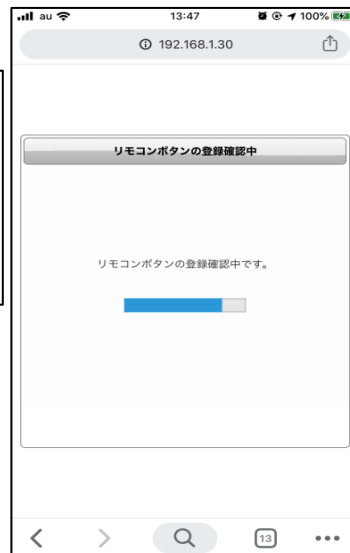 au 13:47 100%
192.168.1.30
リモコンボタンの登録確認中
リモコンボタンの登録確認中です。
13